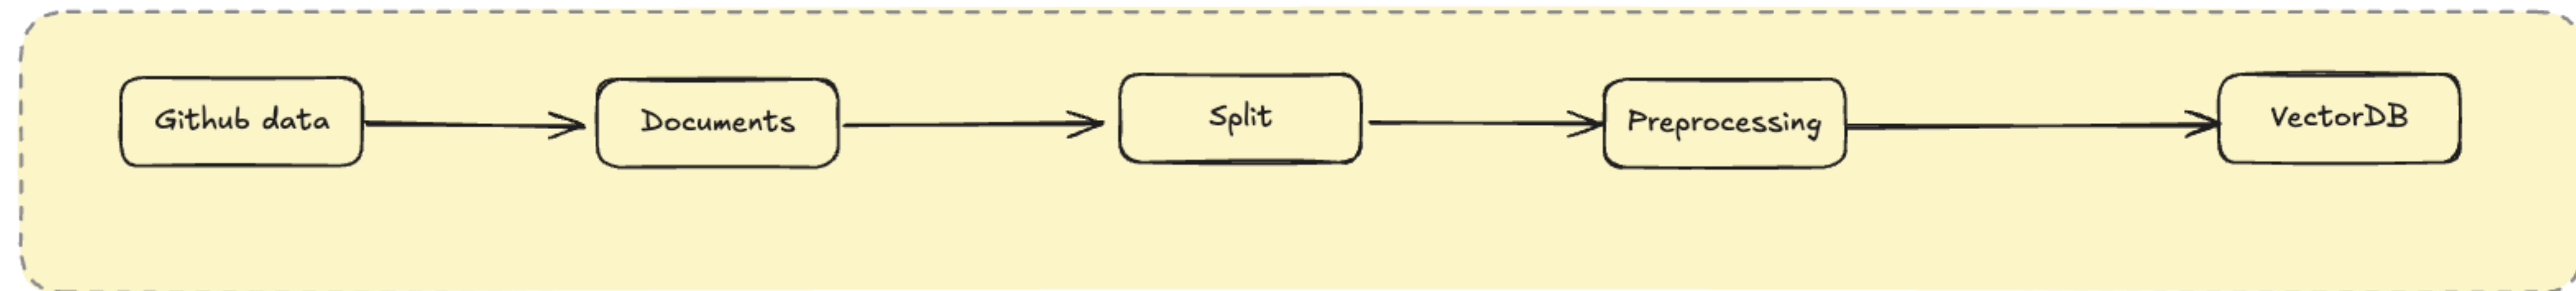 Github data
Documents
Split
Preprocessing
VectorDB